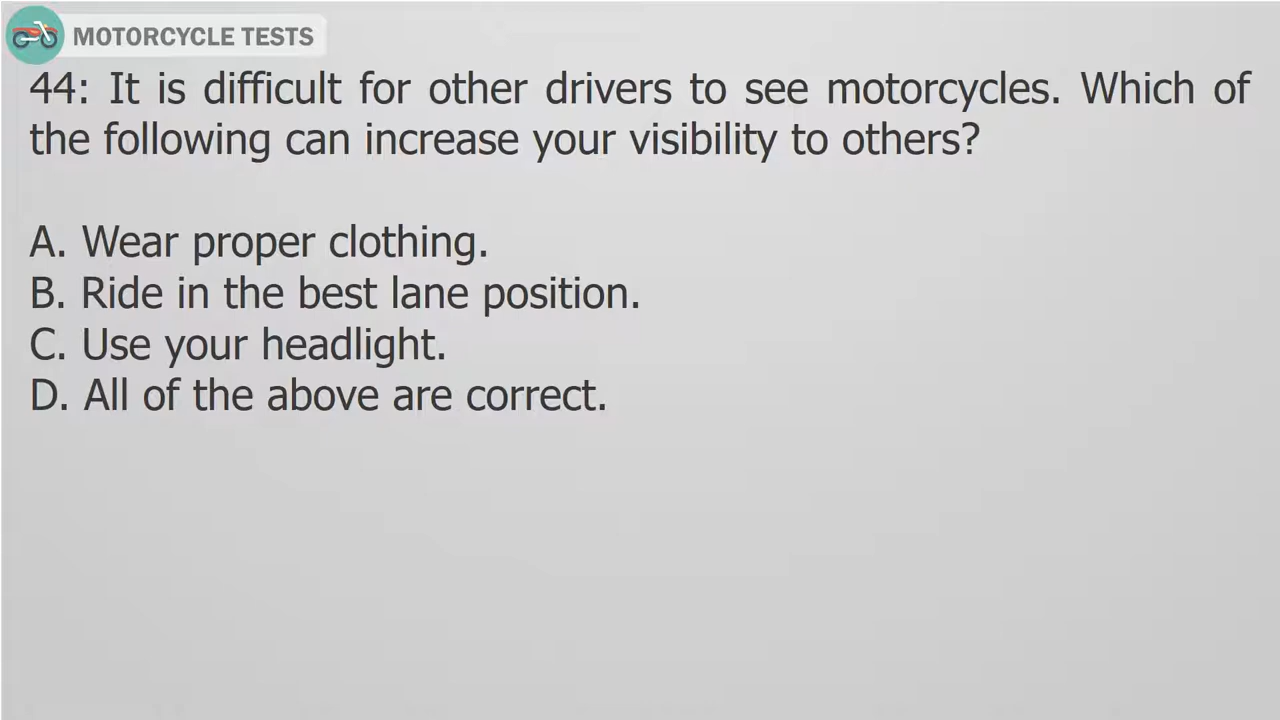 MOTORCYCLE TESTS
44: It is difficult for other drivers to see motorcycles. Which of
the following can increase your visibility to others?
A. Wear proper clothing.
B. Ride in the best lane position.
C. Use your headlight.
D. All of the above are correct.